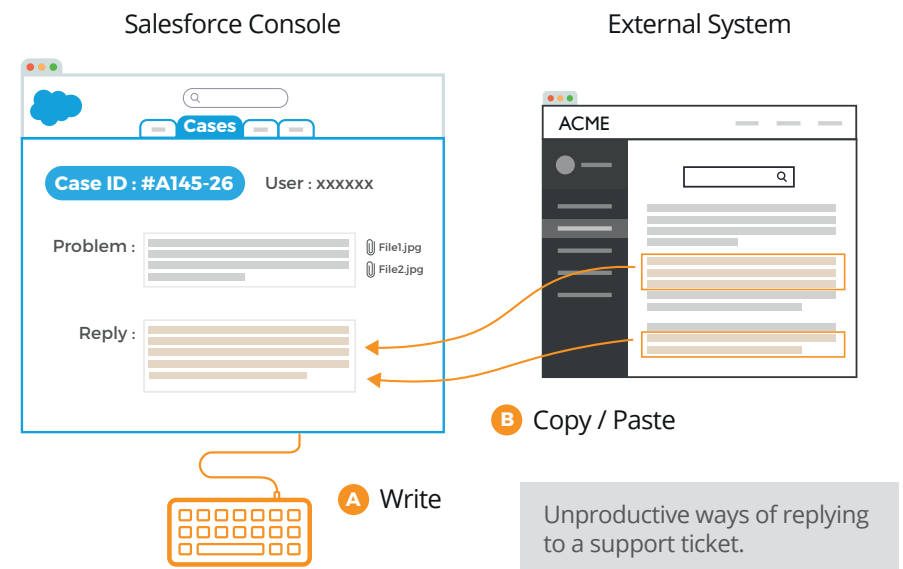 Salesforce Console
External System
Cases
ACME
Case ID : #A145-26
User : xxxxxx
Problem :
File1.jpg
File2.jpg
Reply :
B Copy / Paste
A Write
Unproductive ways of replying
to a support ticket.